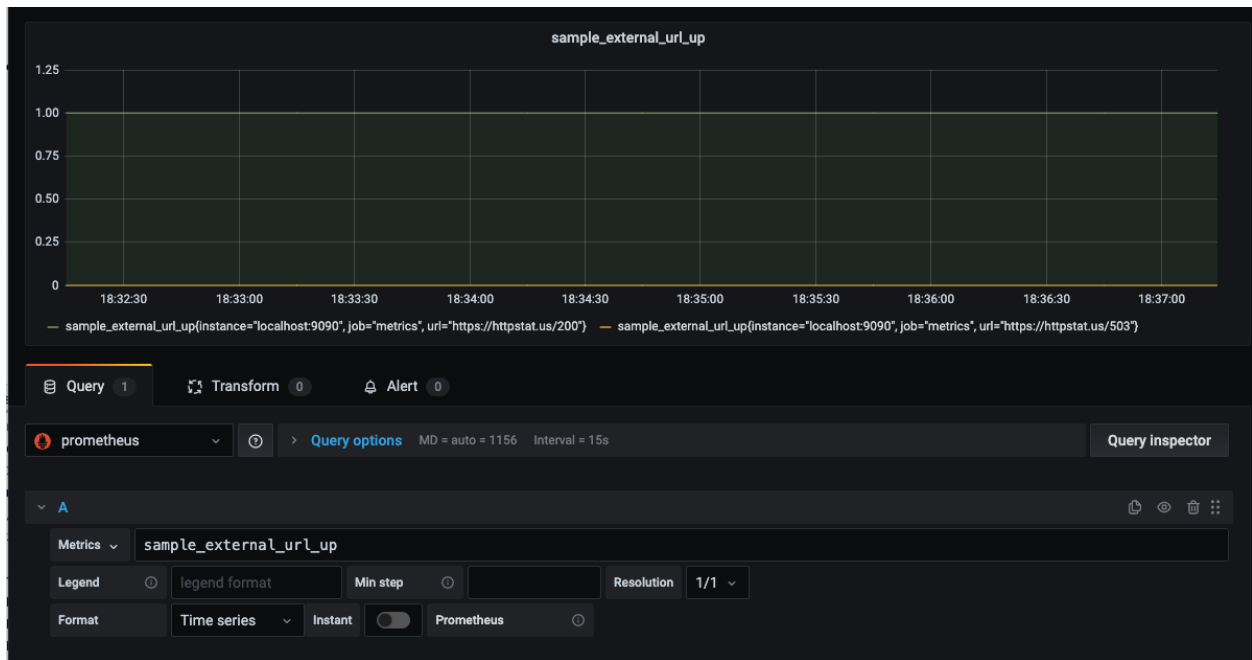 sample_external_url_up
1.25
1.00
0.75
0.50
0.25
0
18:32:30 18:33:00 18:33:30 18:34:00 18:34:30 18:35:00 18:35:30 18:36:00 18:36:30 18:37:00
sample_external_url_up{instance="localhost:9090", job="metrics", url="https://httpstat.us/200"} sample_external_url_up{instance="localhost:9090", job="metrics", url="https://httpstat.us/503"}
Query 1 Transform 0 Alert 0
prometheus Query options MD = auto = 1156 Interval = 15s Query inspector
A
Metrics sample_external_url_up
Legend legend format Min step Resolution 1/1
Format Time series Instant Prometheus